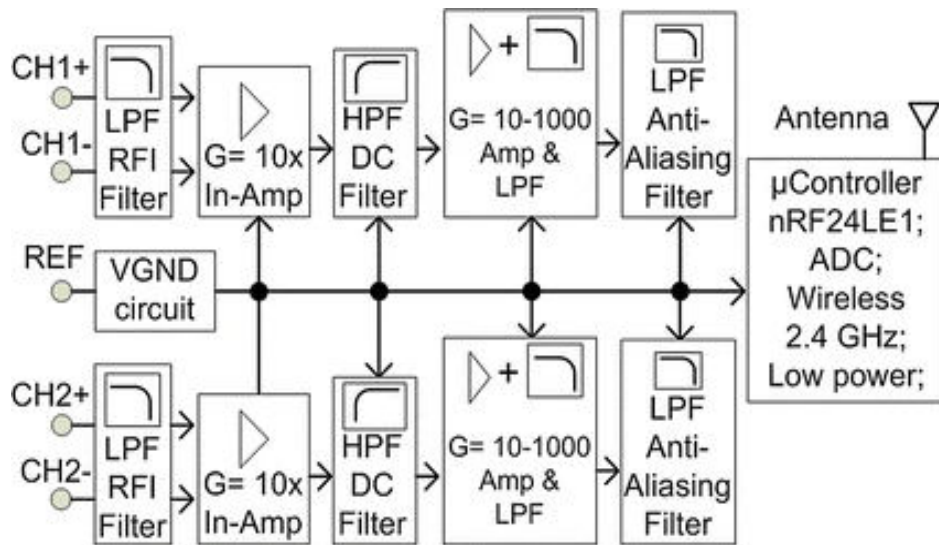 CH1+
CH1-
LPF
RFI
Filter
G= 10x
In-Amp
HPF
DC
Filter
+
G= 10-1000
Amp &
LPF
LPF
Anti-
Aliasing
Filter
Antenna
µController
nRF24LE1;
ADC;
Wireless
2.4 GHz;
Low power;
REF
VGND
circuit
CH2+
CH2-
LPF
RFI
Filter
G= 10x
In-Amp
HPF
DC
Filter
+
G= 10-1000
Amp &
LPF
LPF
Anti-
Aliasing
Filter